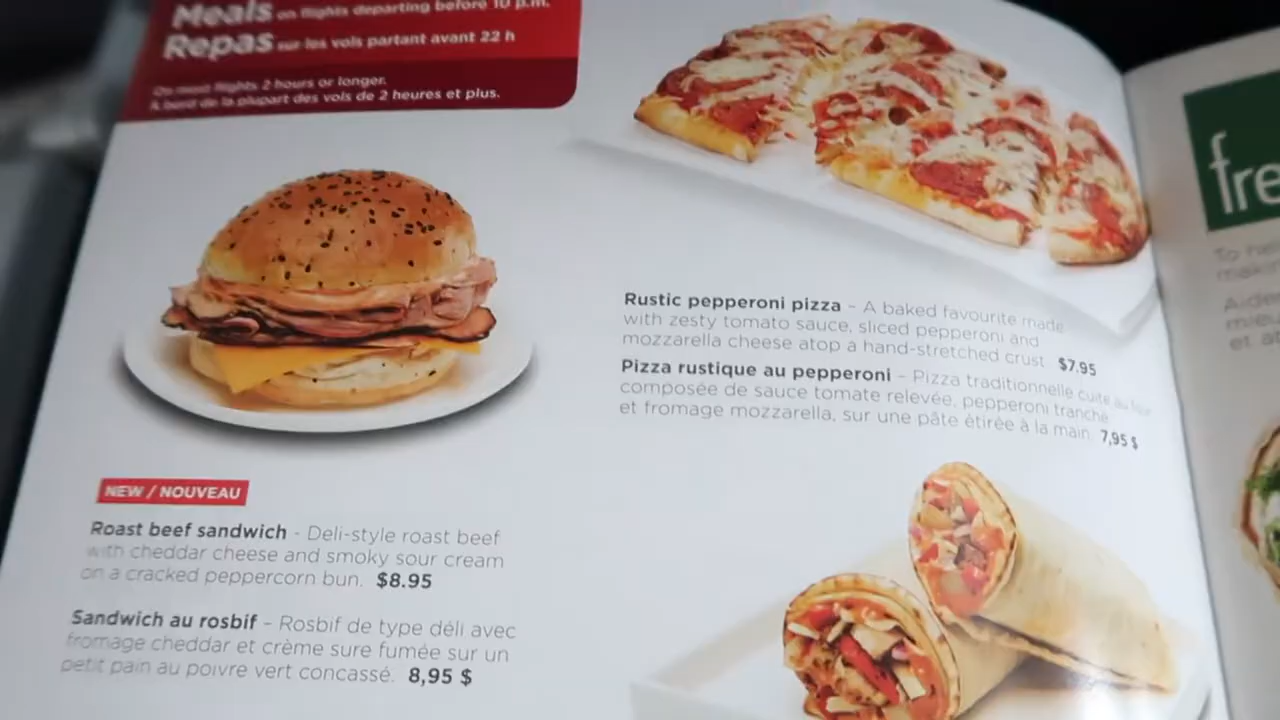 Meals on flights departing before 10 p.m.
Repas sur les vols partant avant 22 h
On most flights 2 hours or longer.
À bord de la plupart des vols de 2 heures et plus.
Rustic pepperoni pizza – A baked favourite made
with zesty tomato sauce, sliced pepperoni and
mozzarella cheese atop a hand-stretched crust. $7.95
Pizza rustique au pepperoni – Pizza traditionnelle cuite au four
composée de sauce tomate relevée, pepperoni tranché
et fromage mozzarella, sur une pâte étirée à la main. 7,95 $
NEW / NOUVEAU
Roast beef sandwich - Deli-style roast beef
with cheddar cheese and smoky sour cream
on a cracked peppercorn bun. $8.95
Sandwich au rosbif – Rosbif de type déli avec
fromage cheddar et crème sure fumée sur un
petit pain au poivre vert concassé. 8,95 $
fre
To